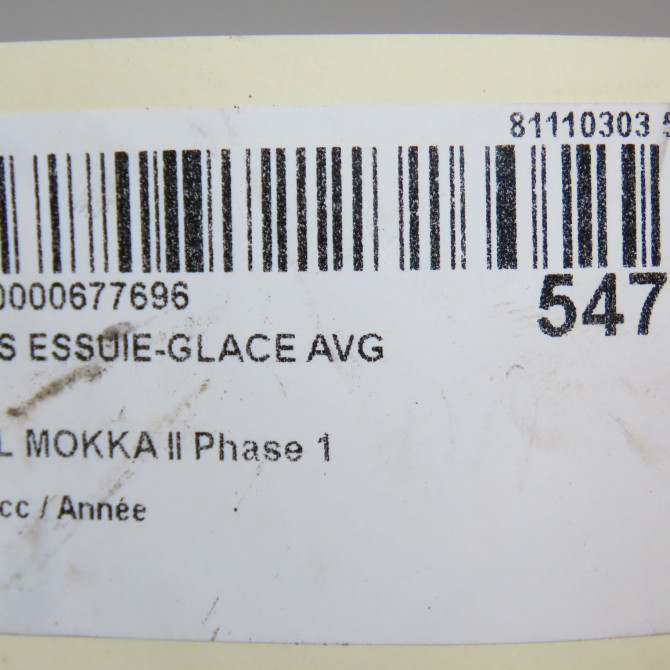 81110303
0000677696
547
S ESSUIE-GLACE AVG
L MOKKA II Phase 1
cc / Année